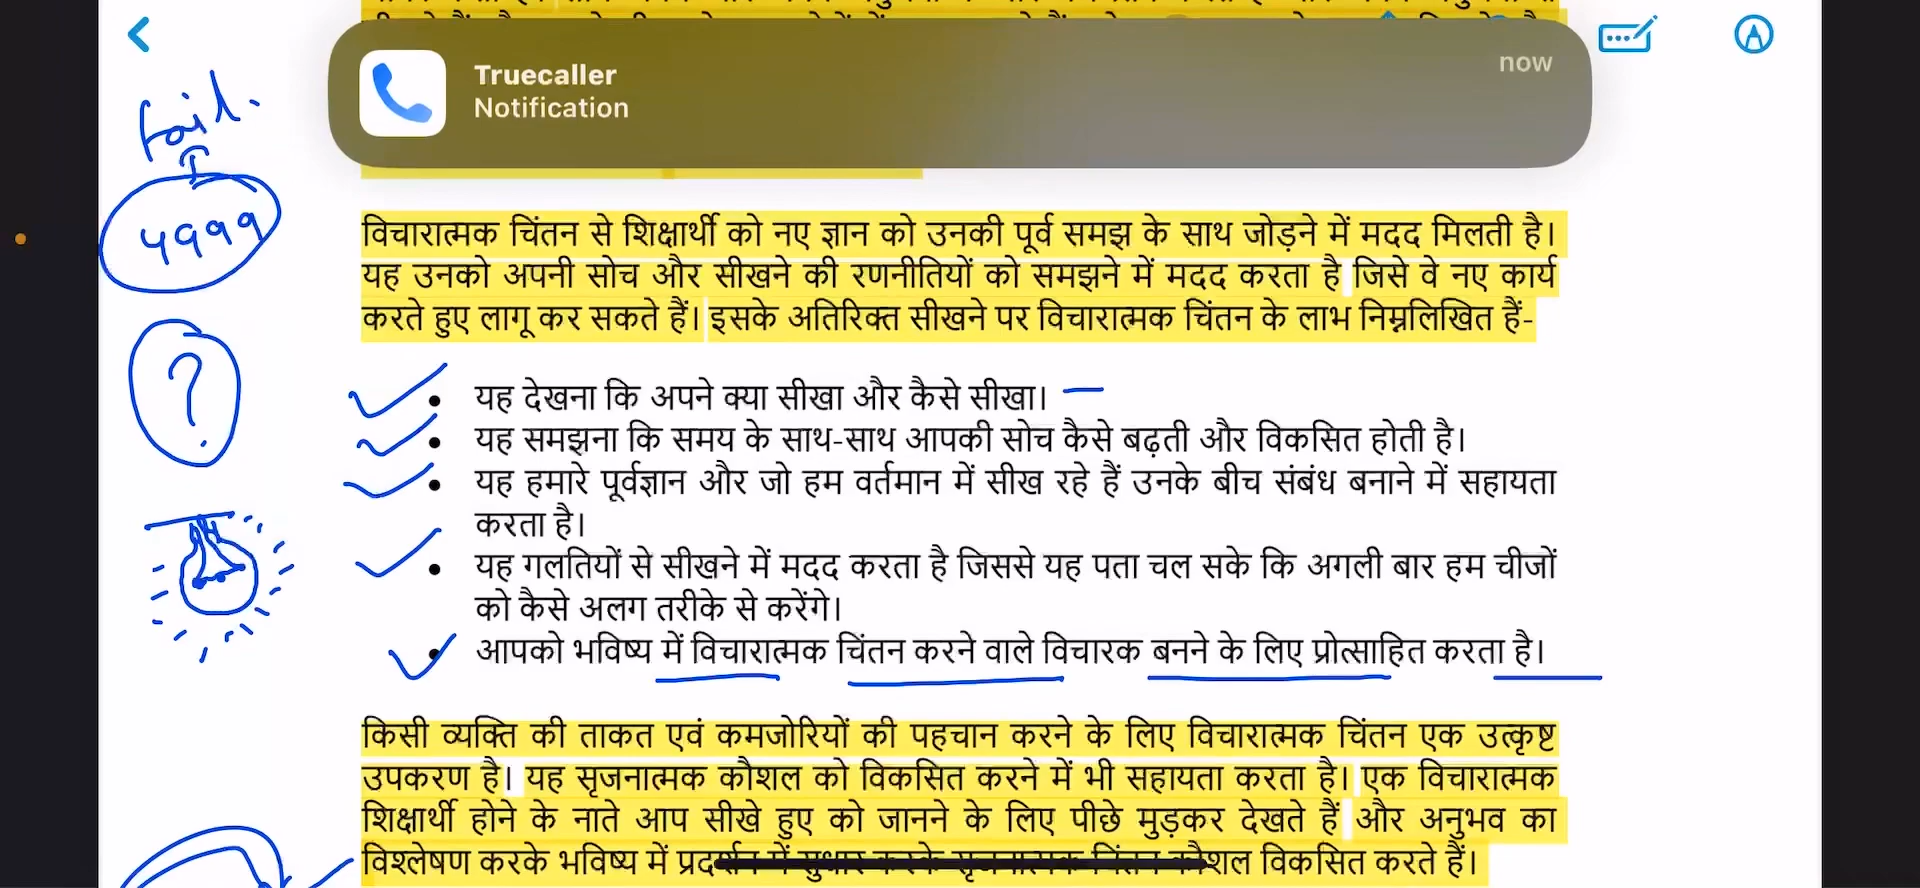 Truecaller
now
Notification
fail.
4999
विचारात्मक चिंतन से शिक्षार्थी को नए ज्ञान को उनकी पूर्व समझ के साथ जोड़ने में मदद मिलती है।
यह उनको अपनी सोच और सीखने की रणनीतियों को समझने में मदद करता है जिसे वे नए कार्य
करते हुए लागू कर सकते हैं। इसके अतिरिक्त सीखने पर विचारात्मक चिंतन के लाभ निम्नलिखित हैं-
?
• यह देखना कि अपने क्या सीखा और कैसे सीखा।
• यह समझना कि समय के साथ-साथ आपकी सोच कैसे बढ़ती और विकसित होती है।
• यह हमारे पूर्वज्ञान और जो हम वर्तमान में सीख रहे हैं उनके बीच संबंध बनाने में सहायता
करता है।
• यह गलतियों से सीखने में मदद करता है जिससे यह पता चल सके कि अगली बार हम चीजों
को कैसे अलग तरीके से करेंगे।
• आपको भविष्य में विचारात्मक चिंतन करने वाले विचारक बनने के लिए प्रोत्साहित करता है।
किसी व्यक्ति की ताकत एवं कमजोरियों की पहचान करने के लिए विचारात्मक चिंतन एक उत्कृष्ट
उपकरण है। यह सृजनात्मक कौशल को विकसित करने में भी सहायता करता है। एक विचारात्मक
शिक्षार्थी होने के नाते आप सीखे हुए को जानने के लिए पीछे मुड़कर देखते हैं और अनुभव का
विश्लेषण करके भविष्य में प्रदर्शन में सुधार करके सृजनात्मक चिंतन कौशल विकसित करते हैं।